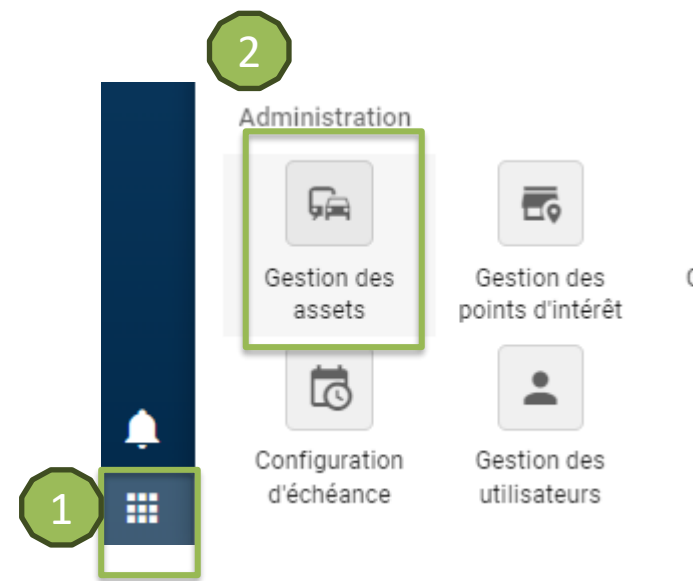 2
Administration
Gestion des
assets
Gestion des
points d'intérêt
Configuration
d'échéance
Gestion des
utilisateurs
1